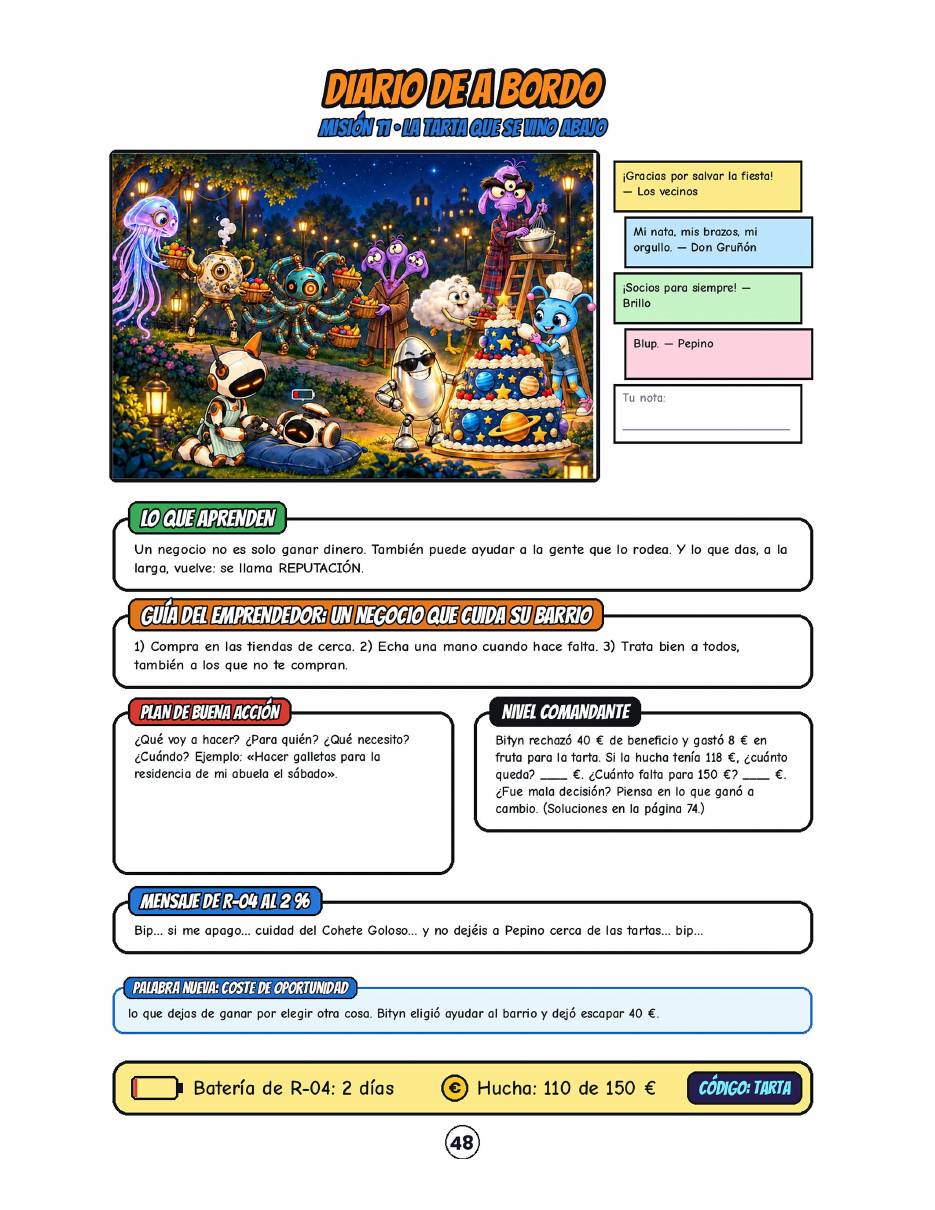 DIARIO DE A BORDO
MISIÓN 11 • LA TARTA QUE SE VINO ABAJO
¡Gracias por salvar la fiesta!
— Los vecinos
Mi nata, mis brazos, mi
orgullo. — Don Gruñón
¡Socios para siempre! —
Brillo
Blup. — Pepino
Tu nota:
LO QUE APRENDEN
Un negocio no es solo ganar dinero. También puede ayudar a la gente que lo rodea. Y lo que das, a la
larga, vuelve: se llama REPUTACIÓN.
GUÍA DEL EMPRENDEDOR: UN NEGOCIO QUE CUIDA SU BARRIO
1) Compra en las tiendas de cerca. 2) Echa una mano cuando hace falta. 3) Trata bien a todos,
también a los que no te compran.
PLAN DE BUENA ACCIÓN
¿Qué voy a hacer? ¿Para quién? ¿Qué necesito?
¿Cuándo? Ejemplo: «Hacer galletas para la
residencia de mi abuela el sábado».
NIVEL COMANDANTE
Bityn rechazó 40 € de beneficio y gastó 8 € en
fruta para la tarta. Si la hucha tenía 118 €, ¿cuánto
queda? ____ €. ¿Cuánto falta para 150 €? ____ €.
¿Fue mala decisión? Piensa en lo que ganó a
cambio. (Soluciones en la página 74.)
MENSAJE DE R-04 AL 2 %
Bip... si me apago... cuidad del Cohete Goloso... y no dejéis a Pepino cerca de las tartas... bip...
PALABRA NUEVA: COSTE DE OPORTUNIDAD
lo que dejas de ganar por elegir otra cosa. Bityn eligió ayudar al barrio y dejó escapar 40 €.
Batería de R-04: 2 días
€ Hucha: 110 de 150 €
CÓDIGO: TARTA
48